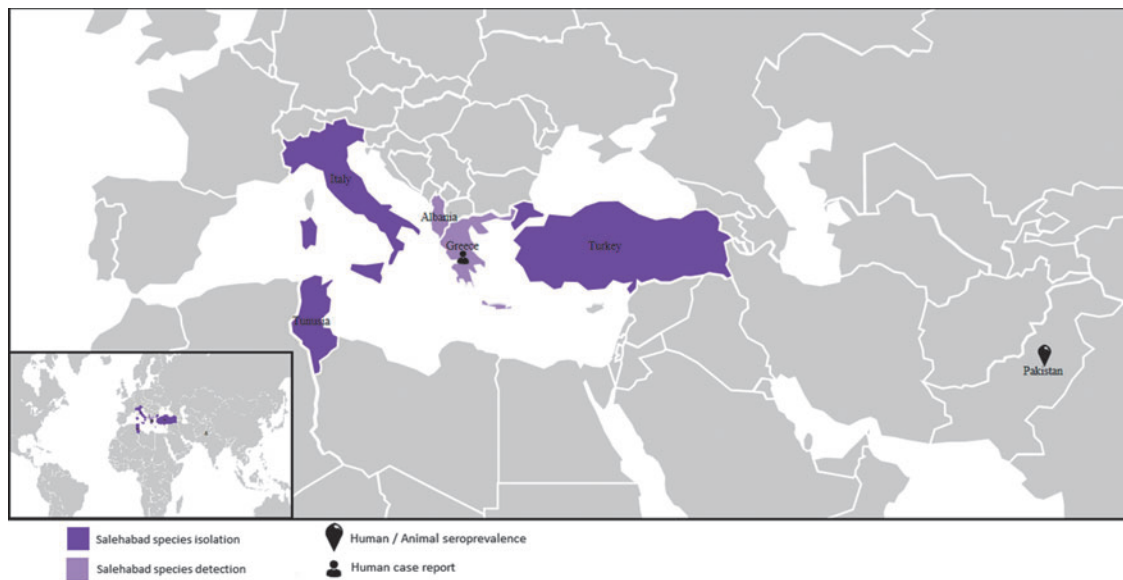 Italy
Albania
Greece
Turkey
Tunisia
Pakistan
Salehabad species isolation
Human / Animal seroprevalence
Salehabad species detection
Human case report